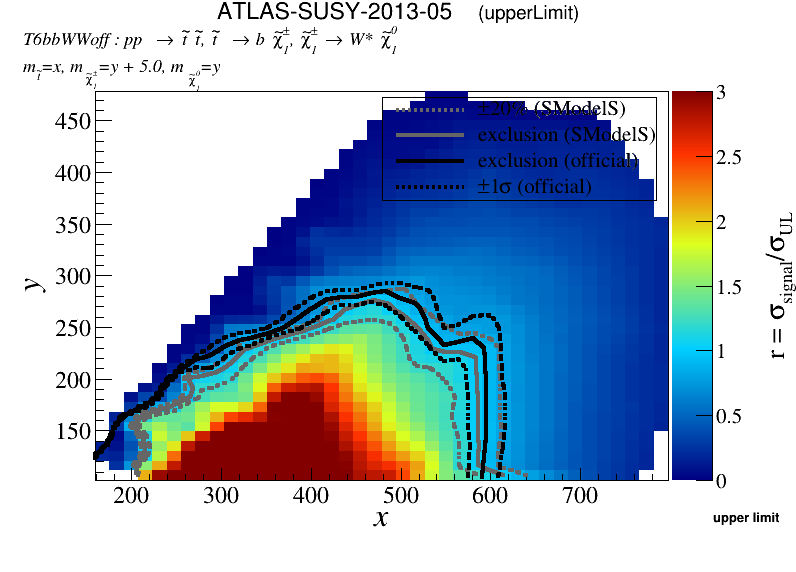 ATLAS-SUSY-2013-05 (upperLimit)
T6bbWWoff : pp → t̃ t̃, t̃ → b χ̃₁±, χ̃₁± → W* χ̃₁⁰
m_t̃=x, m_χ̃₁±=y + 5.0, m_χ̃₁⁰=y
±20% (SModelS)
exclusion (SModelS)
exclusion (official)
±1σ (official)
450
400
350
300
250
200
150
y
200 300 400 500 600 700
x
3
2.5
2
1.5
1
0.5
0
r = σ_signal/σ_UL
upper limit